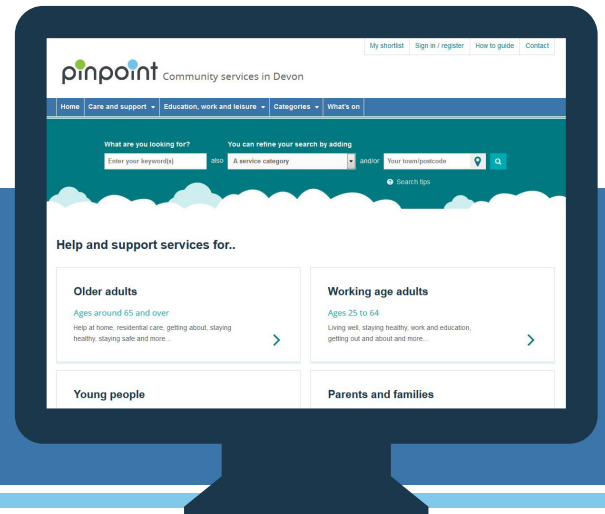 My shortlist Sign in / register How to guide Contact
pinpoint Community services in Devon
Home Care and support Education, work and leisure Categories What's on
What are you looking for? You can refine your search by adding
Enter your keyword(s) also A service category and/or Your town/postcode
Search tips
Help and support services for..
Older adults
Ages around 65 and over
Help at home, residential care, getting about, staying
healthy, staying safe and more...
Working age adults
Ages 25 to 64
Living well, staying healthy, work and education,
getting out and about and more...
Young people
Parents and families